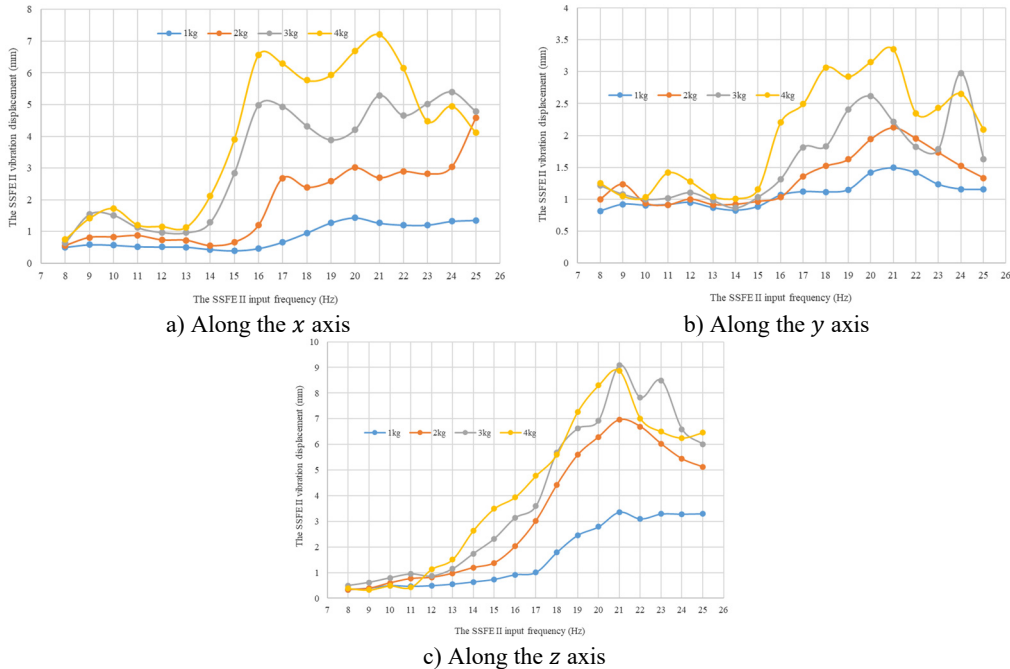 8
7
6
5
4
3
2
1
0
The SSFE II vibration displacement (mm)
1kg 2kg 3kg 4kg
7 8 9 10 11 12 13 14 15 16 17 18 19 20 21 22 23 24 25 26
The SSFE II input frequency (Hz)
a) Along the x axis
4
3.5
3
2.5
2
1.5
1
0.5
0
The SSFE II vibration displacement (mm)
1kg 2kg 3kg 4kg
7 8 9 10 11 12 13 14 15 16 17 18 19 20 21 22 23 24 25 26
The SSFE II input frequency (Hz)
b) Along the y axis
10
9
8
7
6
5
4
3
2
1
0
The SSFE II vibration displacement (mm)
1kg 2kg 3kg 4kg
7 8 9 10 11 12 13 14 15 16 17 18 19 20 21 22 23 24 25 26
The SSFE II input frequency (Hz)
c) Along the z axis